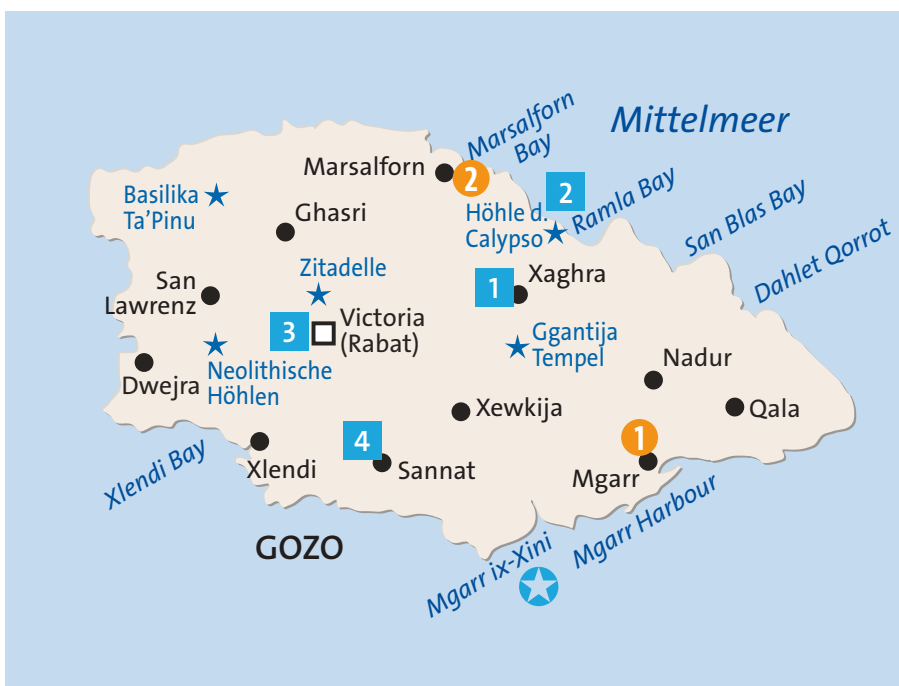 Mittelmeer
Marsalforn
Bay
Marsalforn
2
2
Ramla Bay
Basilika
Ta'Pinu
Ghasri
Höhle d.
Calypso
San Blas Bay
Dahlet Qorrot
Zitadelle
San
Lawrenz
1
Xaghra
3
Victoria
(Rabat)
Ggantija
Tempel
Neolithische
Höhlen
Dwejra
Nadur
Xewkija
Qala
4
1
Xlendi Bay
Xlendi
Sannat
Mgarr
Mgarr Harbour
GOZO
Mgarr ix-Xini